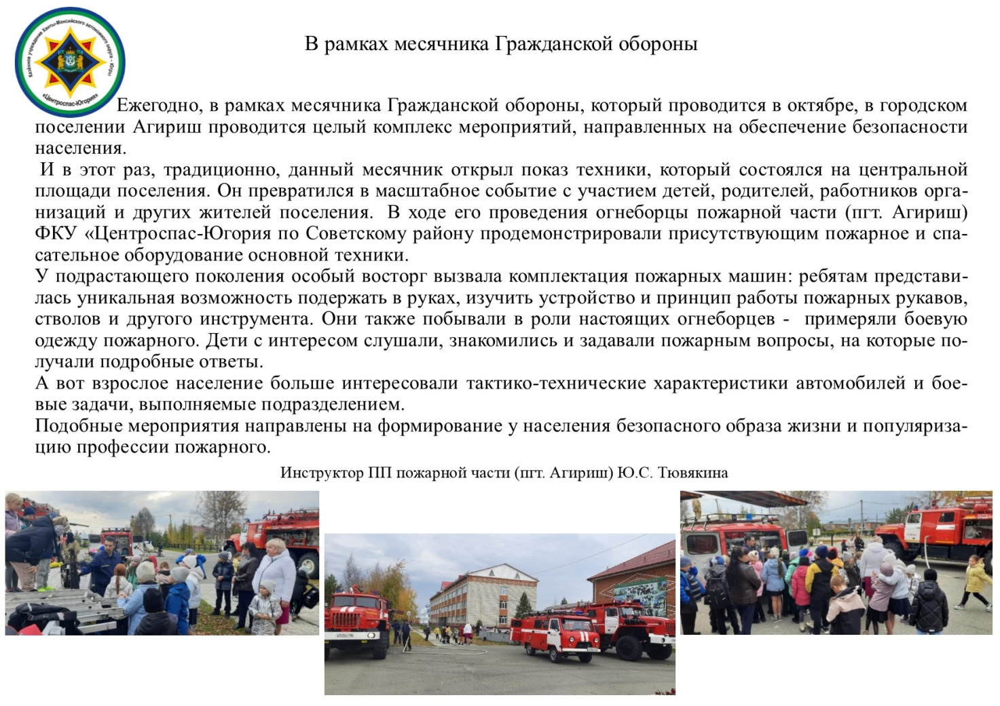 Казённое учреждение Ханты-Мансийского автономного округа – Югры
«Центроспас-Югория»
В рамках месячника Гражданской обороны
Ежегодно, в рамках месячника Гражданской обороны, который проводится в октябре, в городском
поселении Агириш проводится целый комплекс мероприятий, направленных на обеспечение безопасности
населения.
И в этот раз, традиционно, данный месячник открыл показ техники, который состоялся на центральной
площади поселения. Он превратился в масштабное событие с участием детей, родителей, работников орга-
низаций и других жителей поселения. В ходе его проведения огнеборцы пожарной части (пгт. Агириш)
ФКУ «Центроспас-Югория по Советскому району продемонстрировали присутствующим пожарное и спа-
сательное оборудование основной техники.
У подрастающего поколения особый восторг вызвала комплектация пожарных машин: ребятам представи-
лась уникальная возможность подержать в руках, изучить устройство и принцип работы пожарных рукавов,
стволов и другого инструмента. Они также побывали в роли настоящих огнеборцев - примеряли боевую
одежду пожарного. Дети с интересом слушали, знакомились и задавали пожарным вопросы, на которые по-
лучали подробные ответы.
А вот взрослое население больше интересовали тактико-технические характеристики автомобилей и бое-
вые задачи, выполняемые подразделением.
Подобные мероприятия направлены на формирование у населения безопасного образа жизни и популяриза-
цию профессии пожарного.
Инструктор ПП пожарной части (пгт. Агириш) Ю.С. Тювякина